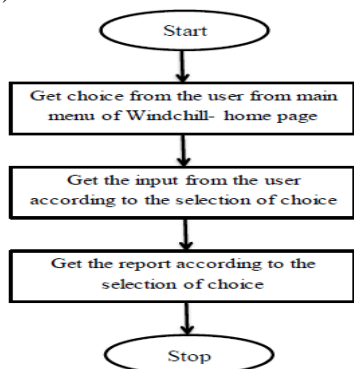 Start
Get choice from the user from main
menu of Windchill- home page
Get the input from the user
according to the selection of choice
Get the report according to the
selection of choice
Stop